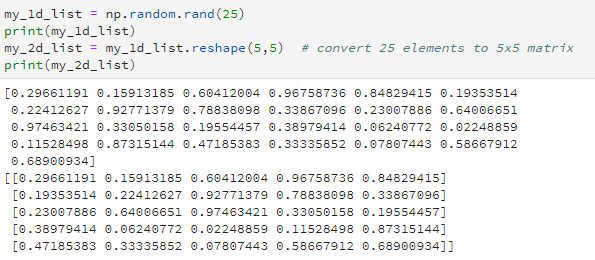 my_1d_list = np.random.rand(25)
print(my_1d_list)
my_2d_list = my_1d_list.reshape(5,5)  # convert 25 elements to 5x5 matrix
print(my_2d_list)
[0.29661191 0.15913185 0.60412004 0.96758736 0.84829415 0.19353514
 0.22412627 0.92771379 0.78838098 0.33867096 0.23007886 0.64006651
 0.97463421 0.33050158 0.19554457 0.38979414 0.06240772 0.02248859
 0.11528498 0.87315144 0.47185383 0.33335852 0.07807443 0.58667912
 0.68900934]
[[0.29661191 0.15913185 0.60412004 0.96758736 0.84829415]
 [0.19353514 0.22412627 0.92771379 0.78838098 0.33867096]
 [0.23007886 0.64006651 0.97463421 0.33050158 0.19554457]
 [0.38979414 0.06240772 0.02248859 0.11528498 0.87315144]
 [0.47185383 0.33335852 0.07807443 0.58667912 0.68900934]]